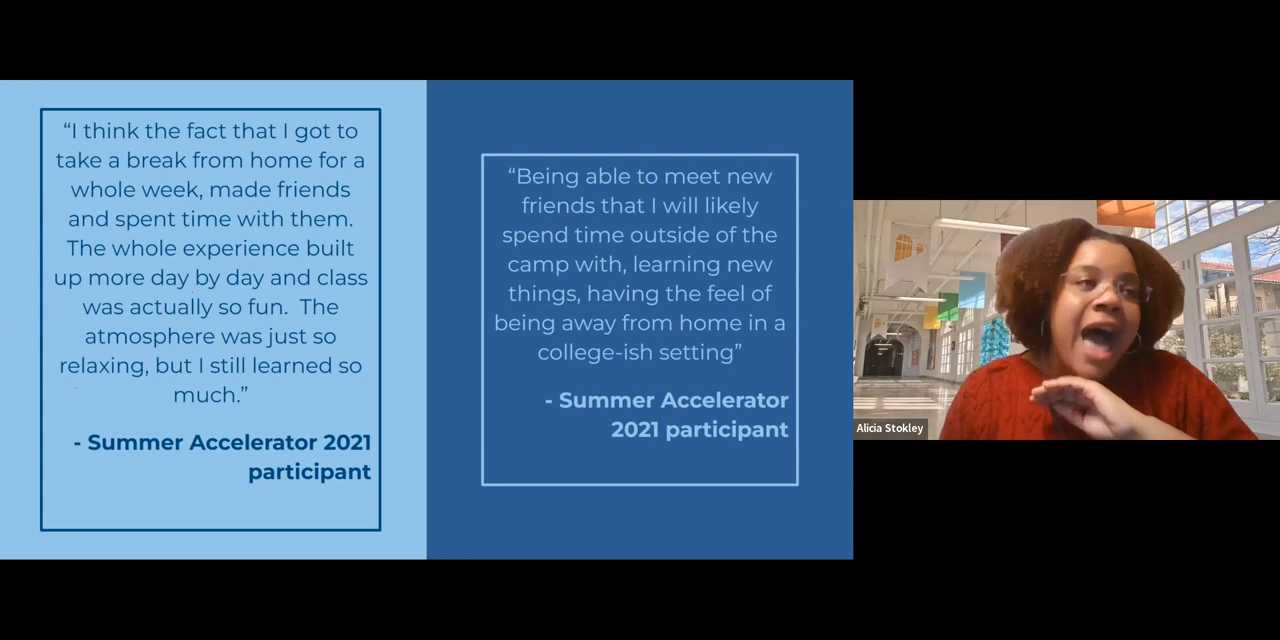 “I think the fact that I got to
take a break from home for a
whole week, made friends
and spent time with them.
The whole experience built
up more day by day and class
was actually so fun.  The
atmosphere was just so
relaxing, but I still learned so
much.”
- Summer Accelerator 2021
participant
“Being able to meet new
friends that I will likely
spend time outside of the
camp with, learning new
things, having the feel of
being away from home in a
college-ish setting”
- Summer Accelerator
2021 participant
Alicia Stokley